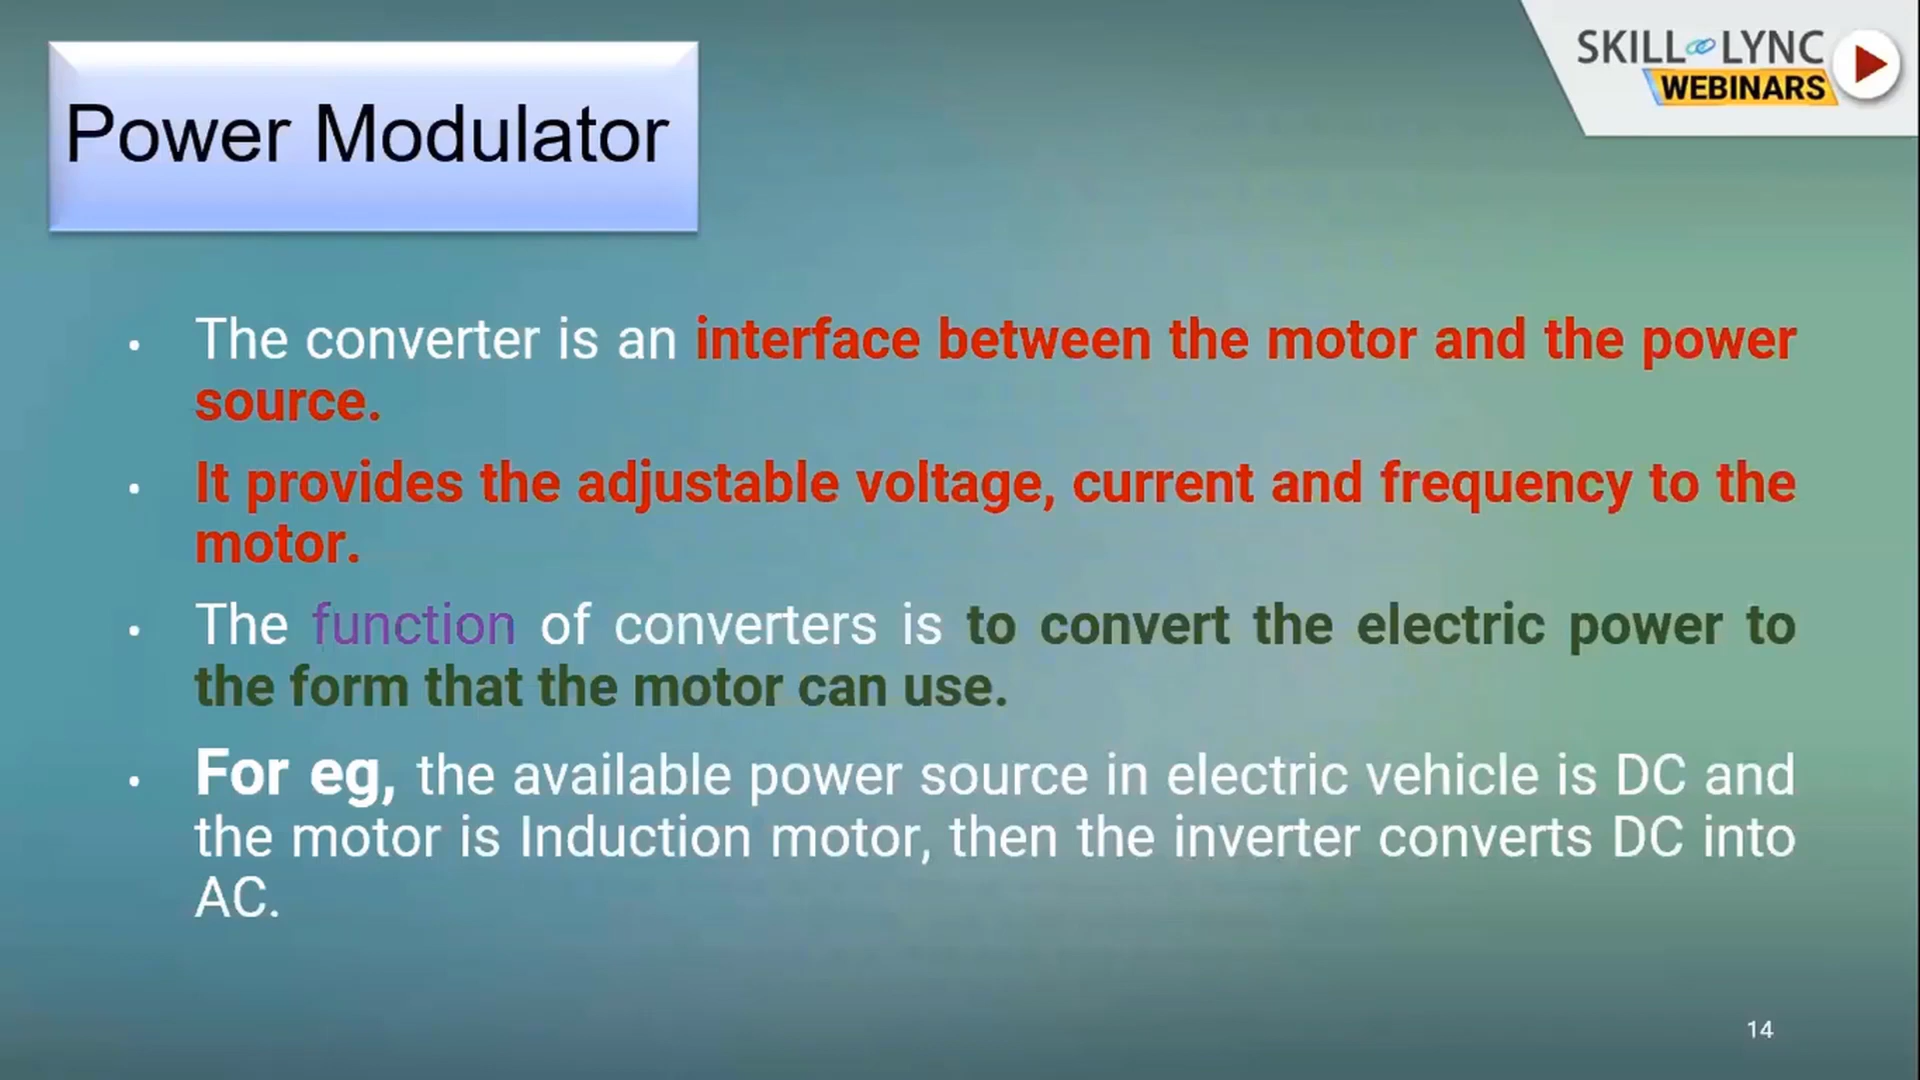 SKILL LYNC
WEBINARS
Power Modulator
• The converter is an interface between the motor and the power
source.
• It provides the adjustable voltage, current and frequency to the
motor.
• The function of converters is to convert the electric power to
the form that the motor can use.
• For eg, the available power source in electric vehicle is DC and
the motor is Induction motor, then the inverter converts DC into
AC.
14